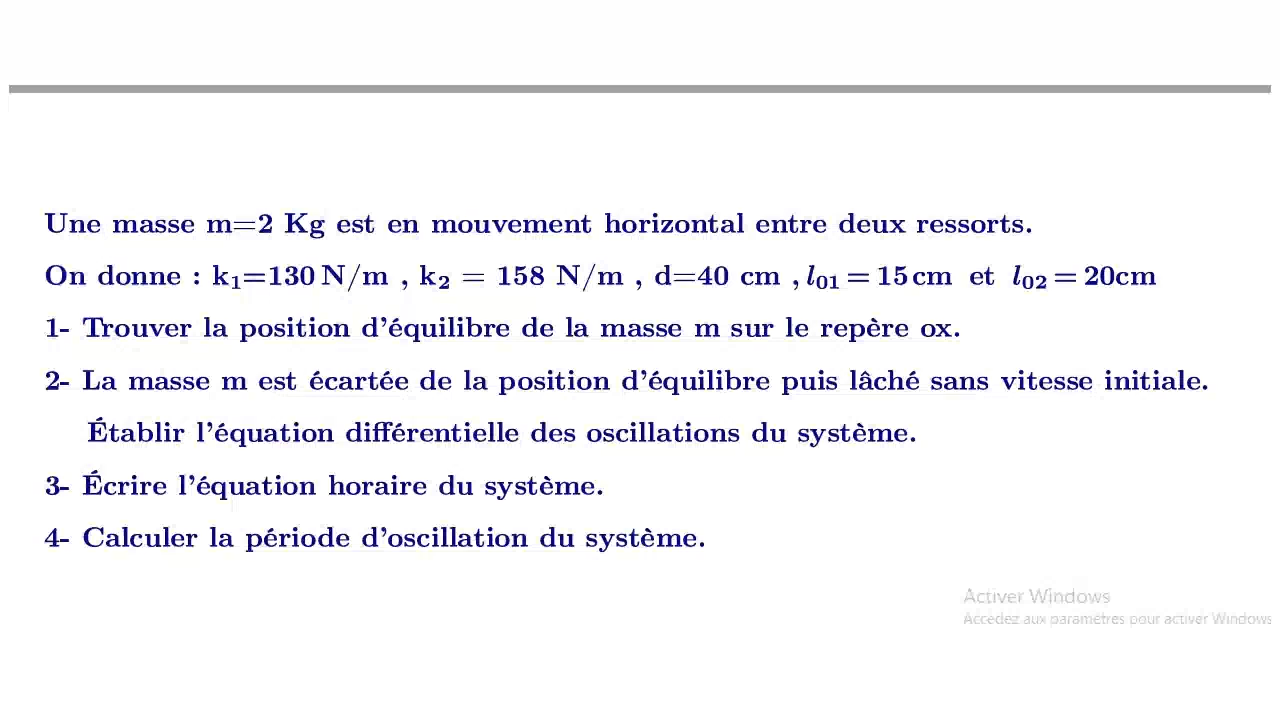 Une masse m=2 Kg est en mouvement horizontal entre deux ressorts.
On donne : k₁=130 N/m , k₂ = 158 N/m , d=40 cm , l₀₁ = 15 cm et l₀₂ = 20cm
1- Trouver la position d'équilibre de la masse m sur le repère ox.
2- La masse m est écartée de la position d'équilibre puis lâché sans vitesse initiale.
Établir l'équation différentielle des oscillations du système.
3- Écrire l'équation horaire du système.
4- Calculer la période d'oscillation du système.
Activer Windows
Accédez aux paramètres pour activer Windows